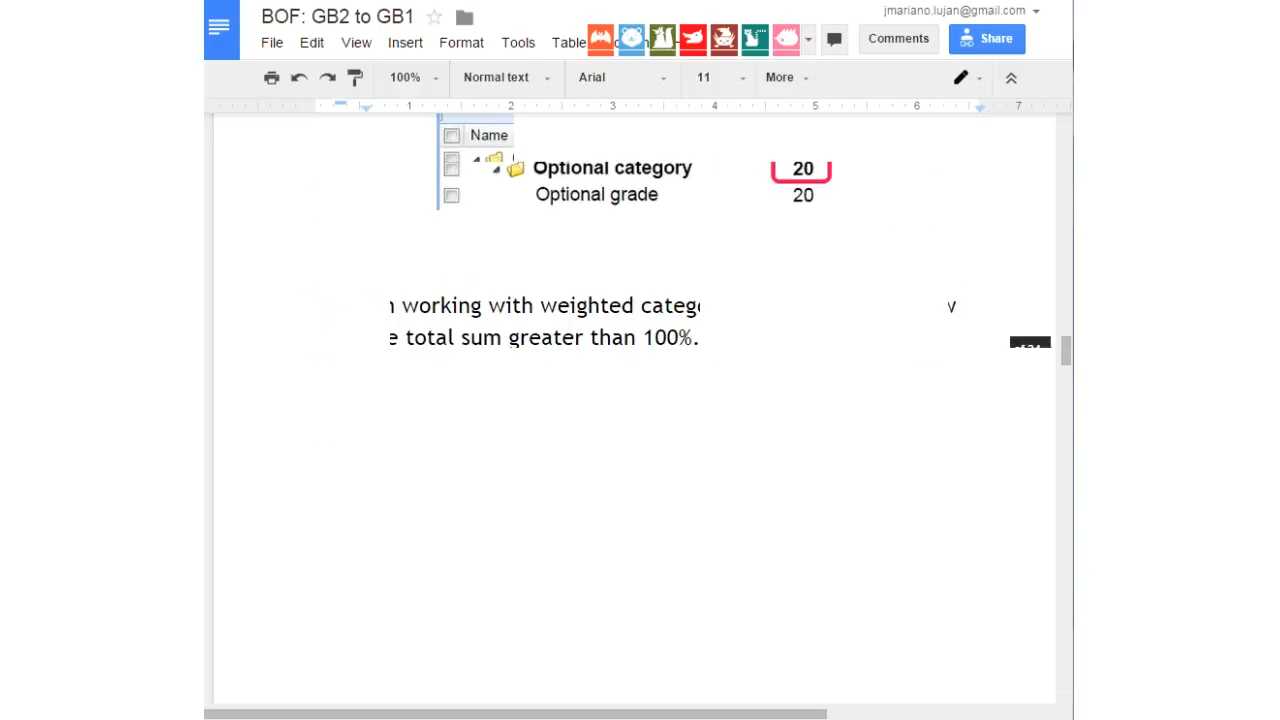 BOF: GB2 to GB1
jmariano.lujan@gmail.com
File Edit View Insert Format Tools Table
Comments
Share
100% Normal text Arial 11 More
1 2 3 4 5 6 7
Name
Optional category 20
Optional grade 20
working with weighted
total sum greater than 100%.